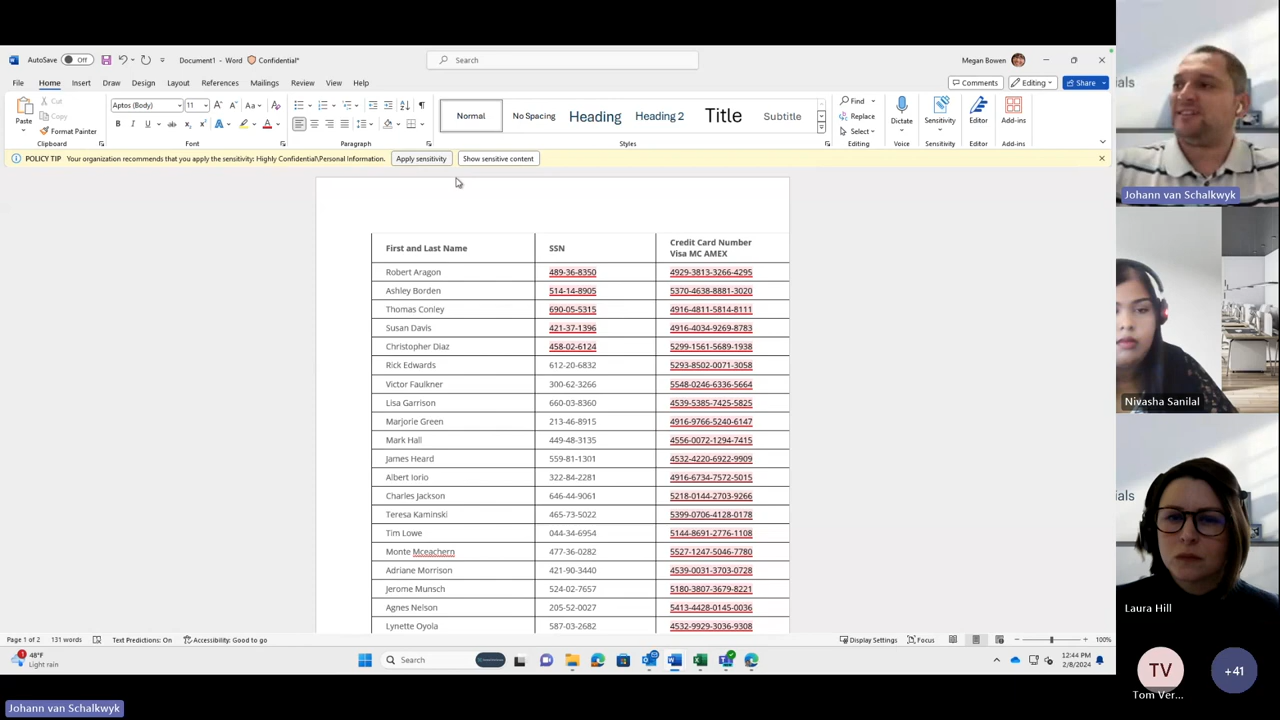 AutoSave Off Document1 - Word Confidential* Search Megan Bowen
File Home Insert Draw Design Layout References Mailings Review View Help Comments Editing Share
Paste Cut Copy Format Painter Aptos (Body) 11 Normal No Spacing Heading Heading 2 Title Subtitle Find Replace Select Dictate Sensitivity Editor Add-ins
Clipboard Font Paragraph Styles Editing Voice Sensitivity Editor Add-ins
POLICY TIP Your organization recommends that you apply the sensitivity: Highly Confidential\Personal Information. Apply sensitivity Show sensitive content
First and Last Name SSN Credit Card Number
Visa MC AMEX
Robert Aragon 489-36-8350 4929-3813-3266-4295
Ashley Borden 514-14-8905 5370-4638-8881-3020
Thomas Conley 690-05-5315 4916-4811-5814-8111
Susan Davis 421-37-1396 4916-4034-9269-8783
Christopher Diaz 458-02-6124 5299-1561-5689-1938
Rick Edwards 612-20-6832 5293-8502-0071-3058
Victor Faulkner 300-62-3266 5548-0246-6336-5664
Lisa Garrison 660-03-8360 4539-5385-7425-5825
Marjorie Green 213-46-8915 4916-9766-5240-6147
Mark Hall 449-48-3135 4556-0072-1294-7415
James Heard 559-81-1301 4532-4220-6922-9909
Albert Iorio 322-84-2281 4916-6734-7572-5015
Charles Jackson 646-44-9061 5218-0144-2703-9266
Teresa Kaminski 465-73-5022 5399-0706-4128-0178
Tim Lowe 044-34-6954 5144-8691-2776-1108
Monte Mceachern 477-36-0282 5527-1247-5046-7780
Adriane Morrison 421-90-3440 4539-0031-3703-0728
Jerome Munsch 524-02-7657 5180-3807-3679-8221
Agnes Nelson 205-52-0027 5413-4428-0145-0036
Lynette Oyola 587-03-2682 4532-9929-3036-9308
Page 1 of 2 131 words Text Predictions: On Accessibility: Good to go Display Settings Focus 100%
48°F
Light rain
Search
12:44 PM
2/8/2024
Johann van Schalkwyk
ials
Johann van Schalkwyk
Nivasha Sanilal
ials
Laura Hill
TV
Tom Ver...
+41